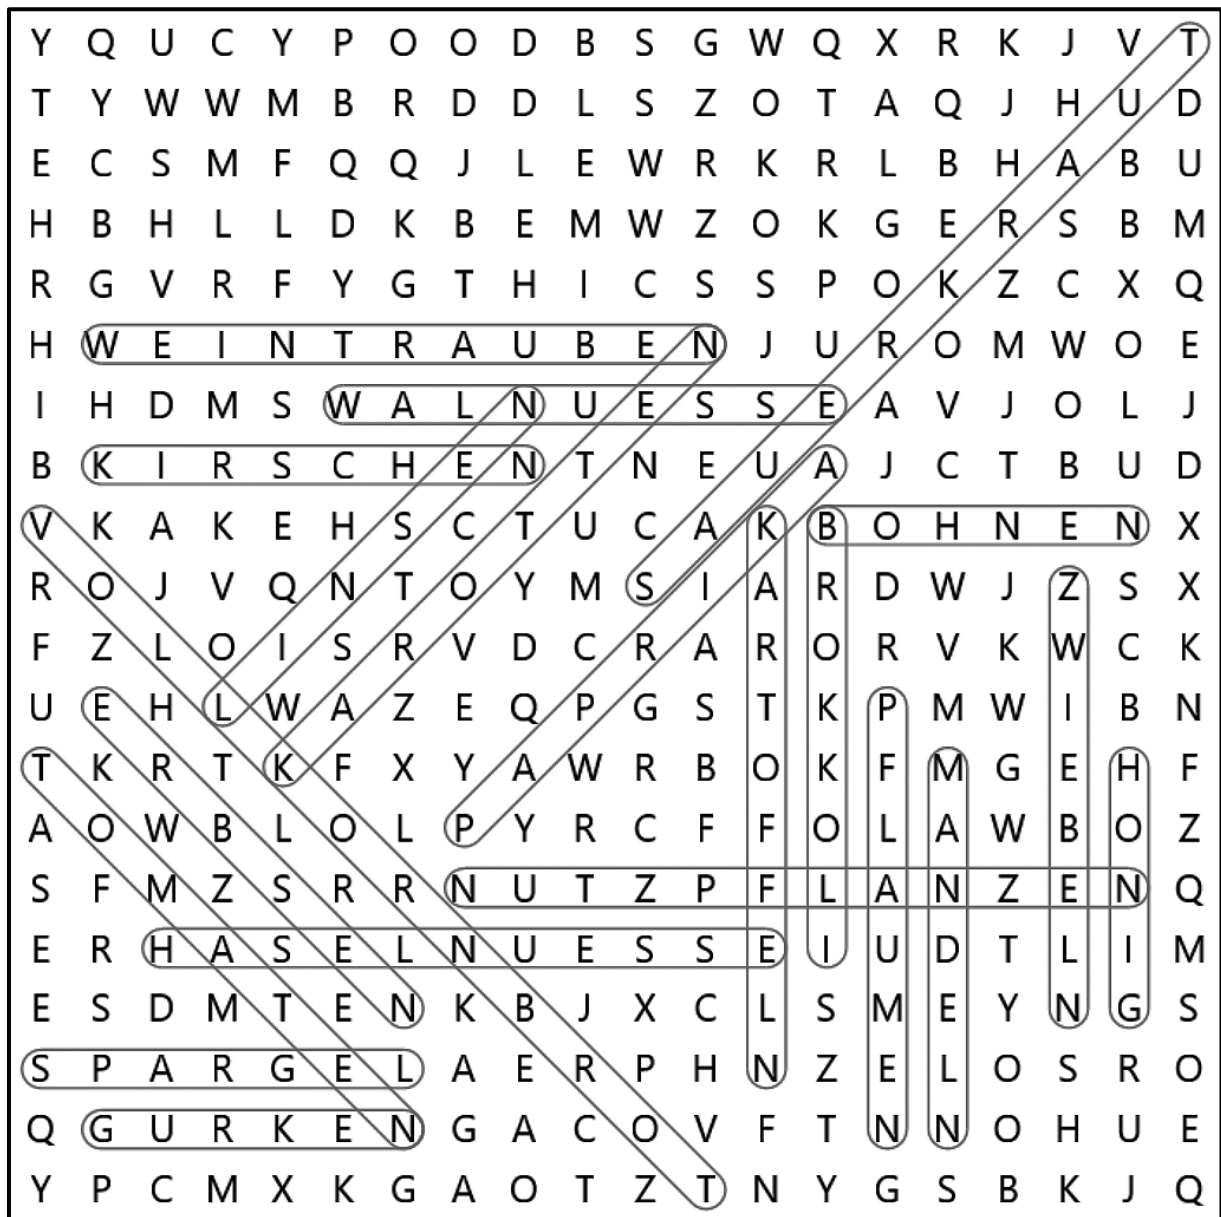 Y Q U C Y P O O D B S G W Q X R K J V T
T Y W W M B R D D L S Z O T A Q J H U D
E C S M F Q Q J L E W R K R L B H A B U
H B H L L D K B E M W Z O K G E R S B M
R G V R F Y G T H I C S S P O K Z C X Q
H W E I N T R A U B E N J U R O M W O E
I H D M S W A L N U E S S E A V J O L J
B K I R S C H E N T N E U A J C T B U D
V K A K E H S C T U C A K B O H N E N X
R O J V Q N T O Y M S I A R D W J Z S X
F Z L O I S R V D C R A R O R V K W C K
U E H L W A Z E Q P G S T K P M W I B N
T K R T K F X Y A W R B O K F M G E H F
A O W B L O L P Y R C F F O L A W B O Z
S F M Z S R R N U T Z P F L A N Z E N Q
E R H A S E L N U E S S E I U D T L I M
E S D M T E N K B J X C L S M E Y N G S
S P A R G E L A E R P H N Z E L O S R O
Q G U R K E N G A C O V F T N N O H U E
Y P C M X K G A O T Z T N Y G S B K J Q